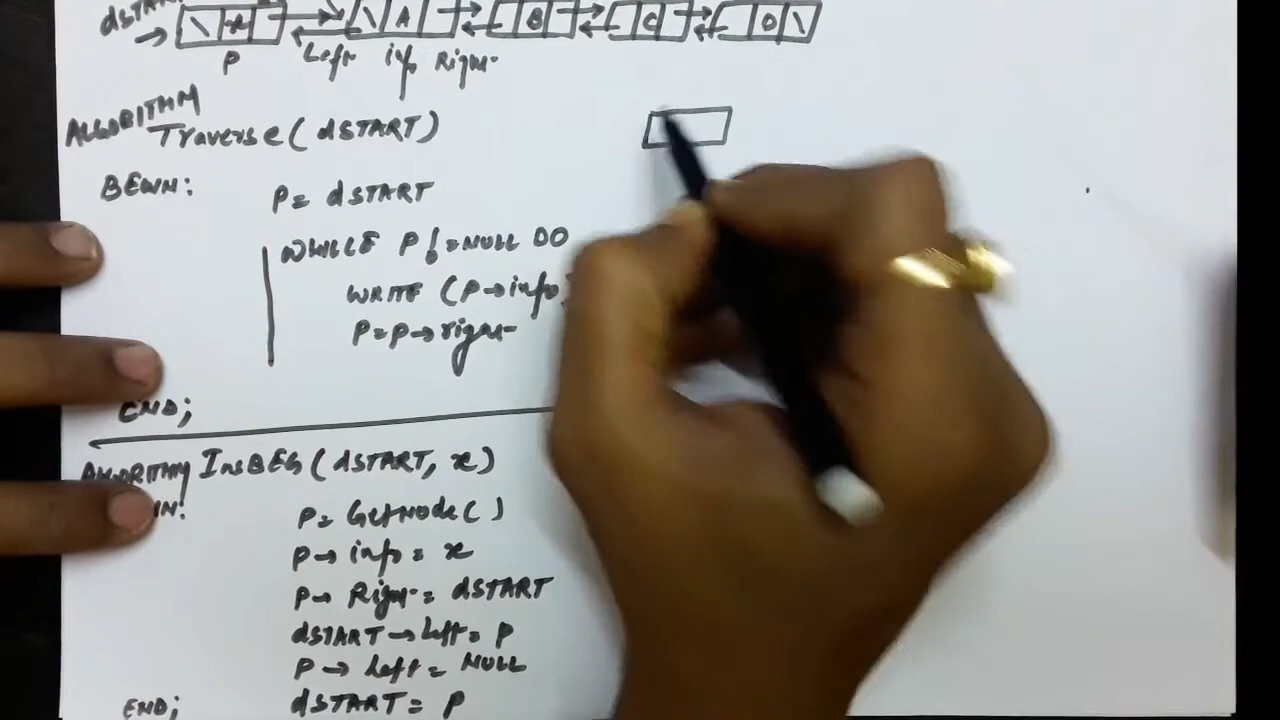 dSTART
x A B C D
P Left info Right
ALGORITHM
Traverse(dSTART)
BEGIN:
P= dSTART
WHILE P!=NULL DO
WRITE (P→info)
P=P→right
END;
ALGORITHM InsBEG(dSTART, x)
IN:
P= GetNode( )
P→ info = x
P→ Right= dSTART
dSTART→Left= P
P→ Left= NULL
dSTART= P
END;